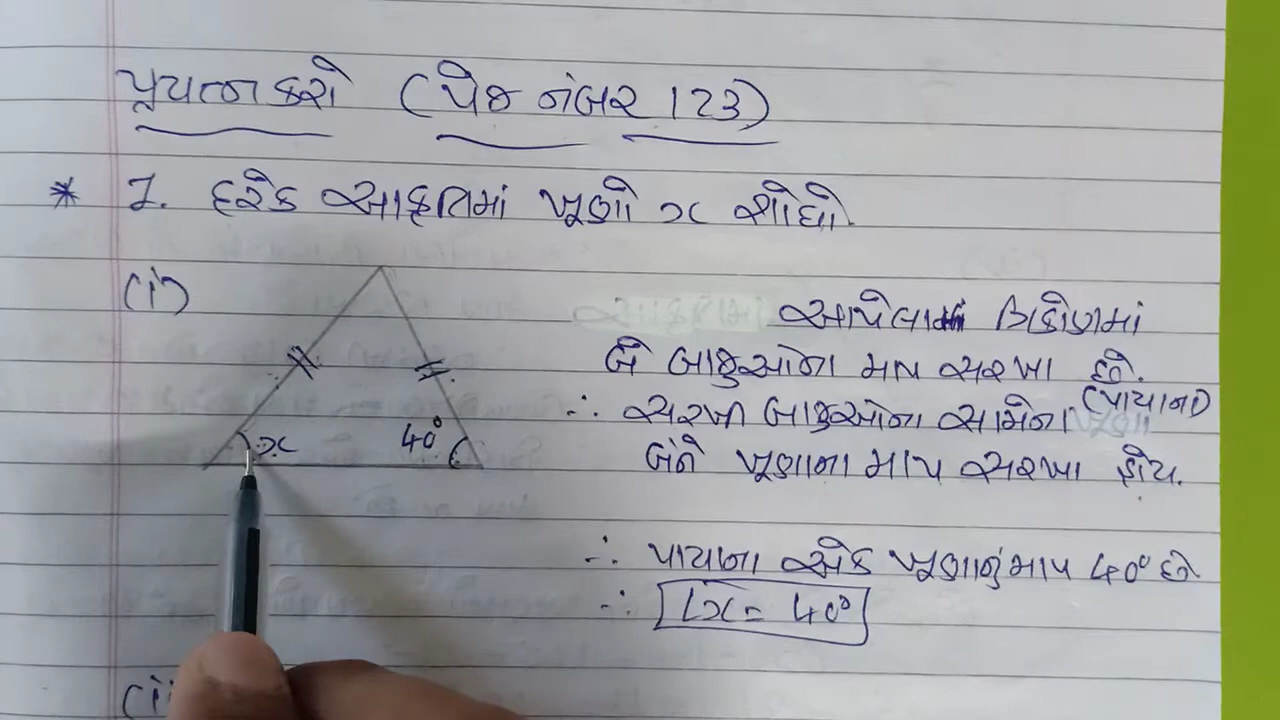 પ્રયત્ન કરો (પેજ નંબર 123)
* 1. દરેક આકૃતિમાં ખૂણો x શોધો.
(i)
x
40°
આપેલા ત્રિકોણમાં
બે બાજુઓના માપ સરખા છે.
∴ સરખી બાજુઓના સામેના (પાયાના)
બંને ખૂણાના માપ સરખા હોય.
∴ પાયાના એક ખૂણાનું માપ 40° છે
∴ ∠x = 40°